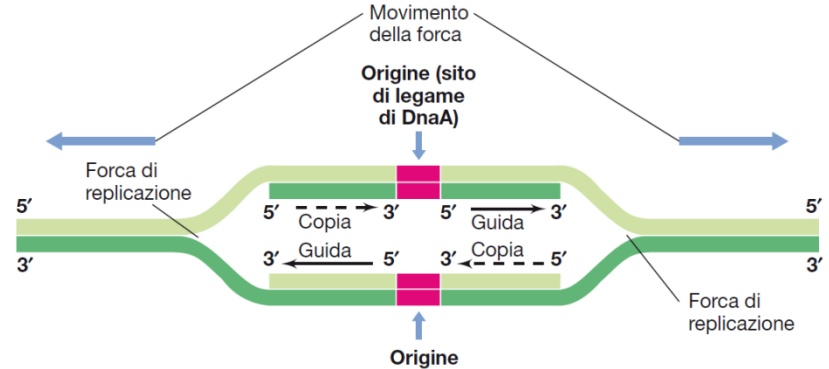 Movimento
della forca
Origine (sito
di legame
di DnaA)
Forca di
replicazione
5′ 5′
3′ 3′
5′ Copia 3′ 5′ Guida 3′
3′ Guida 5′ 3′ Copia 5′
Forca di
replicazione
Origine